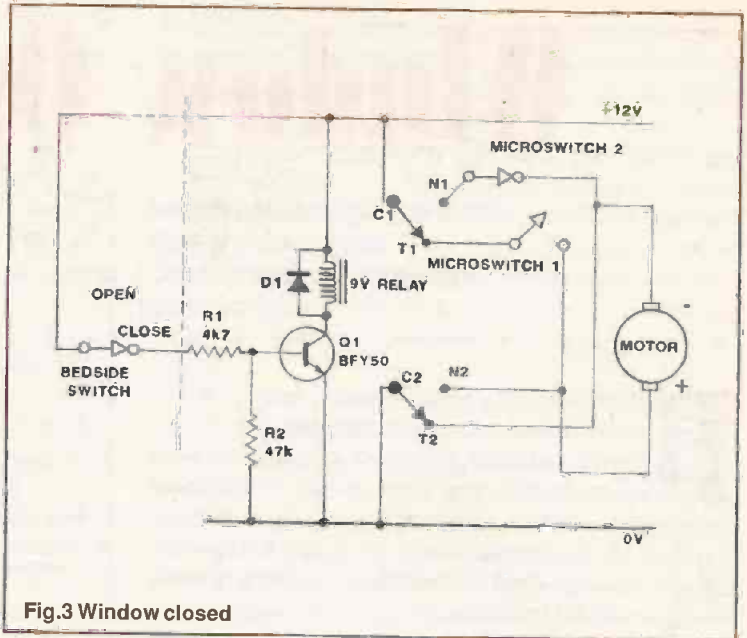 +12V
MICROSWITCH 2
N1
C1
T1
MICROSWITCH 1
D1
9V RELAY
OPEN
CLOSE
R1
4k7
Q1
BFY50
BEDSIDE
SWITCH
-
MOTOR
+
C2
N2
T2
R2
47k
0V
Fig.3 Window closed